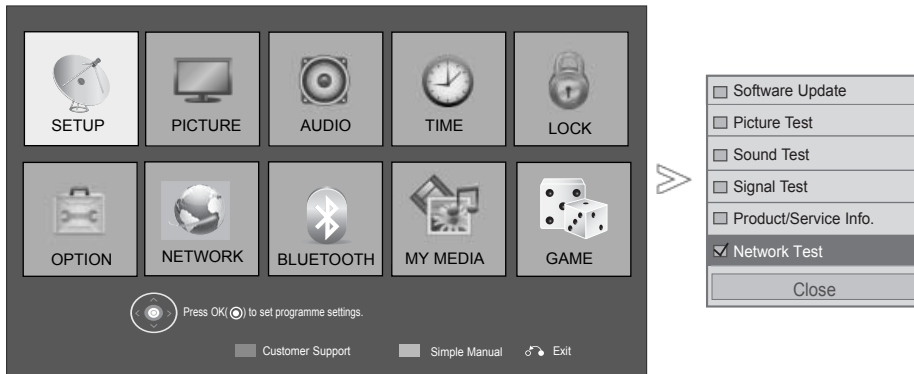 SETUP PICTURE AUDIO TIME LOCK
OPTION NETWORK BLUETOOTH MY MEDIA GAME
Press OK( ) to set programme settings.
Customer Support Simple Manual Exit
Software Update
Picture Test
Sound Test
Signal Test
Product/Service Info.
Network Test
Close